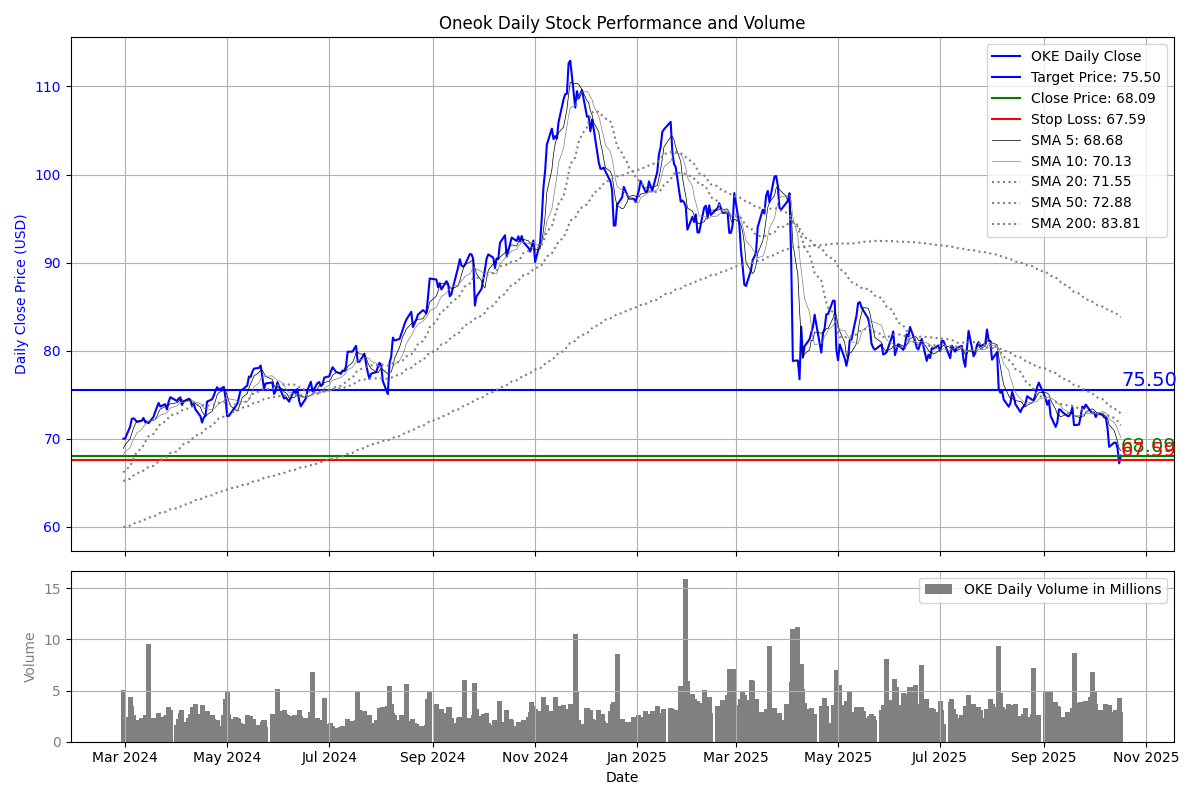 Oneok Daily Stock Performance and Volume
Daily Close Price (USD)
110
100
90
80
70
60
OKE Daily Close
Target Price: 75.50
Close Price: 68.09
Stop Loss: 67.59
SMA 5: 68.68
SMA 10: 70.13
SMA 20: 71.55
SMA 50: 72.88
SMA 200: 83.81
75.50
68.09
67.59
Volume
15
10
5
0
OKE Daily Volume in Millions
Mar 2024 May 2024 Jul 2024 Sep 2024 Nov 2024 Jan 2025 Mar 2025 May 2025 Jul 2025 Sep 2025 Nov 2025
Date